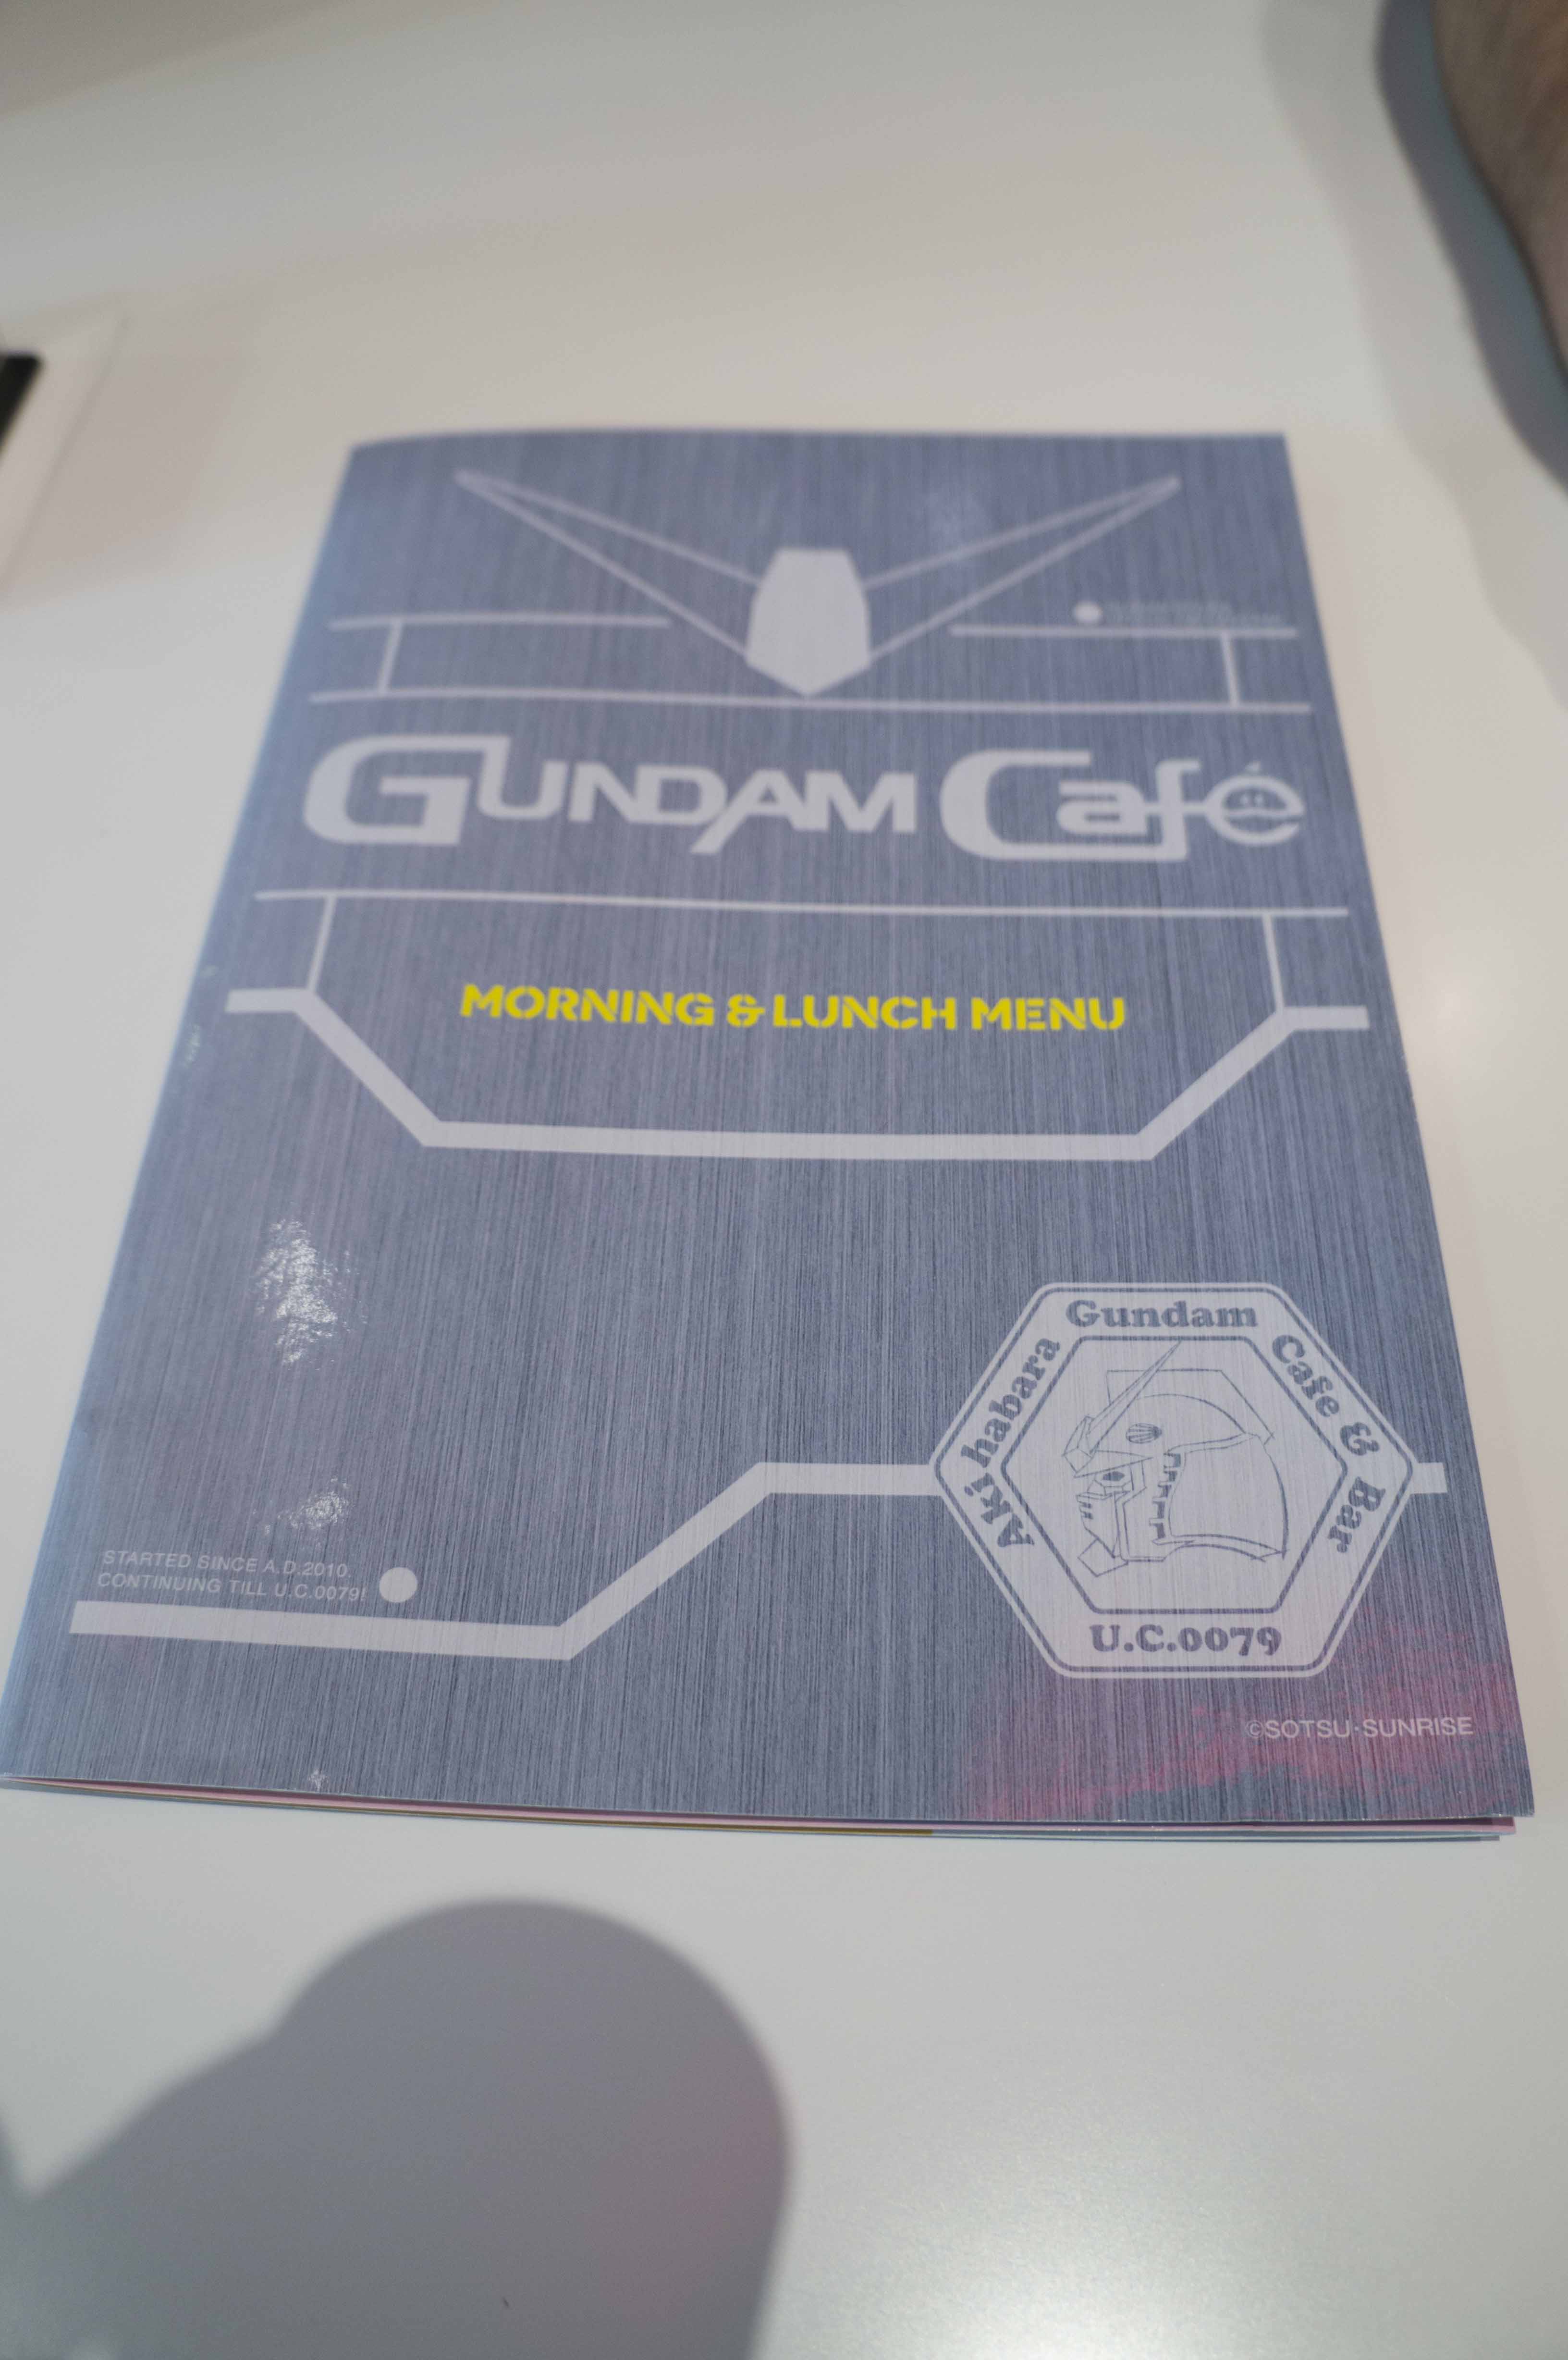 GUNDAM Café
MORNING & LUNCH MENU
Akihabara Gundam Cafe & Bar
U.C.0079
STARTED SINCE A.D.2010.
CONTINUING TILL U.C.0079!
©SOTSU·SUNRISE